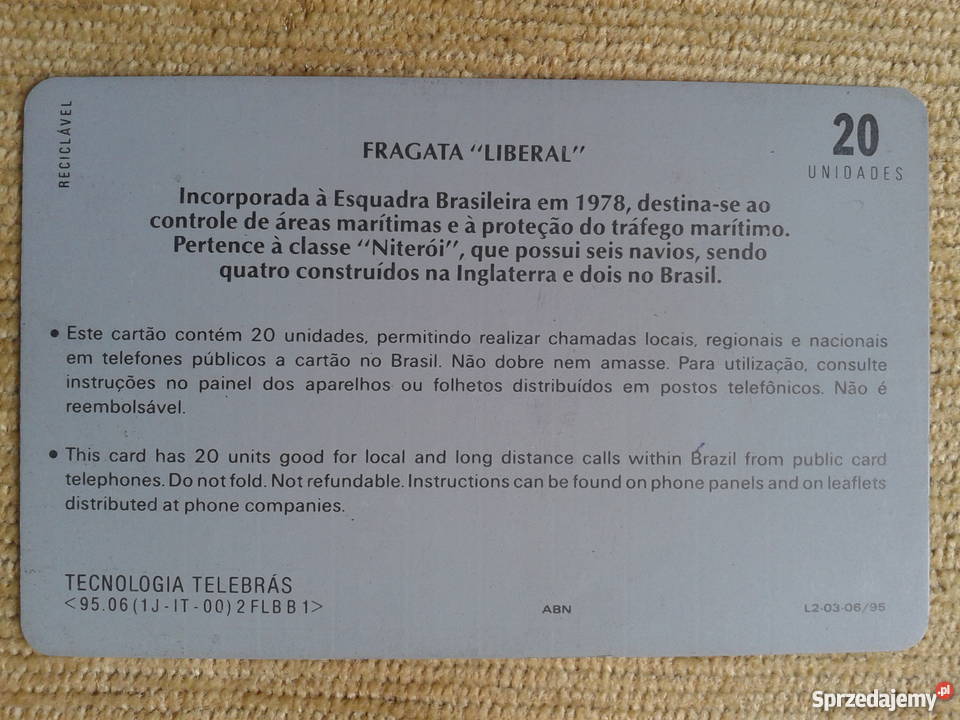 RECICLÁVEL
20
UNIDADES
FRAGATA “LIBERAL”
Incorporada à Esquadra Brasileira em 1978, destina-se ao
controle de áreas marítimas e à proteção do tráfego marítimo.
Pertence à classe “Niterói”, que possui seis navios, sendo
quatro construídos na Inglaterra e dois no Brasil.
• Este cartão contém 20 unidades, permitindo realizar chamadas locais, regionais e nacionais
em telefones públicos a cartão no Brasil. Não dobre nem amasse. Para utilização, consulte
instruções no painel dos aparelhos ou folhetos distribuídos em postos telefônicos. Não é
reembolsável.
• This card has 20 units good for local and long distance calls within Brazil from public card
telephones. Do not fold. Not refundable. Instructions can be found on phone panels and on leaflets
distributed at phone companies.
TECNOLOGIA TELEBRÁS
<95.06 (1J-IT-00) 2 FLB B 1>
ABN
L2-03-06/95
Sprzedajemy.pl